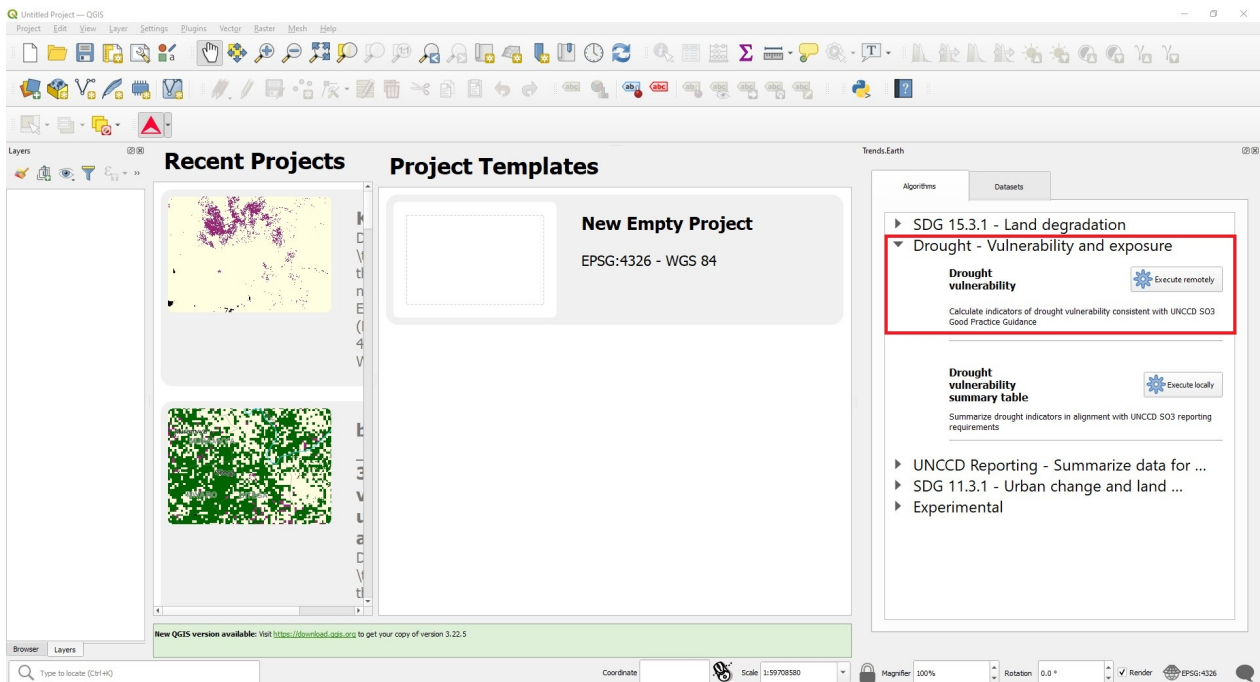 Untitled Project — QGIS
Project Edit View Layer Settings Plugins Vector Raster Mesh Help
Layers
Recent Projects
Project Templates
New Empty Project
EPSG:4326 - WGS 84
New QGIS version available: Visit https://download.qgis.org to get your copy of version 3.22.5
Trends.Earth
Algorithms
Datasets
SDG 15.3.1 - Land degradation
Drought - Vulnerability and exposure
Drought
vulnerability
Execute remotely
Calculate indicators of drought vulnerability consistent with UNCCD SO3
Good Practice Guidance
Drought
vulnerability
summary table
Execute locally
Summarize drought indicators in alignment with UNCCD SO3 reporting
requirements
UNCCD Reporting - Summarize data for ...
SDG 11.3.1 - Urban change and land ...
Experimental
Browser
Layers
Type to locate (Ctrl+K)
Coordinate
Scale 1:59708580
Magnifier 100%
Rotation 0.0 °
Render
EPSG:4326